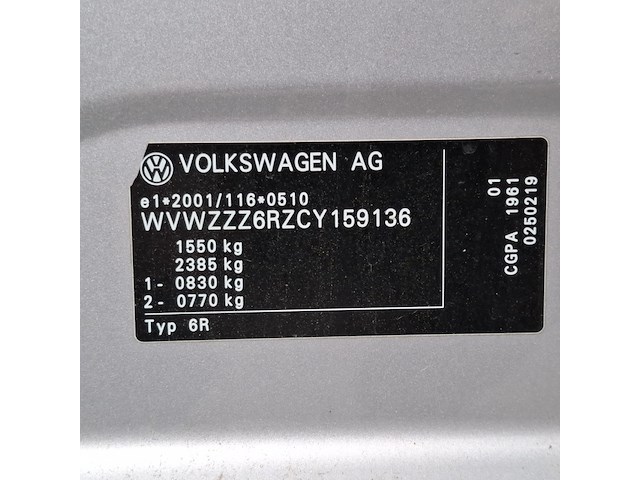 VOLKSWAGEN AG
e1*2001/116*0510
WVWZZZ6RZCY159136
1550 kg
2385 kg
1- 0830 kg
2- 0770 kg
Typ 6R
01
CGPA 1961
0250219